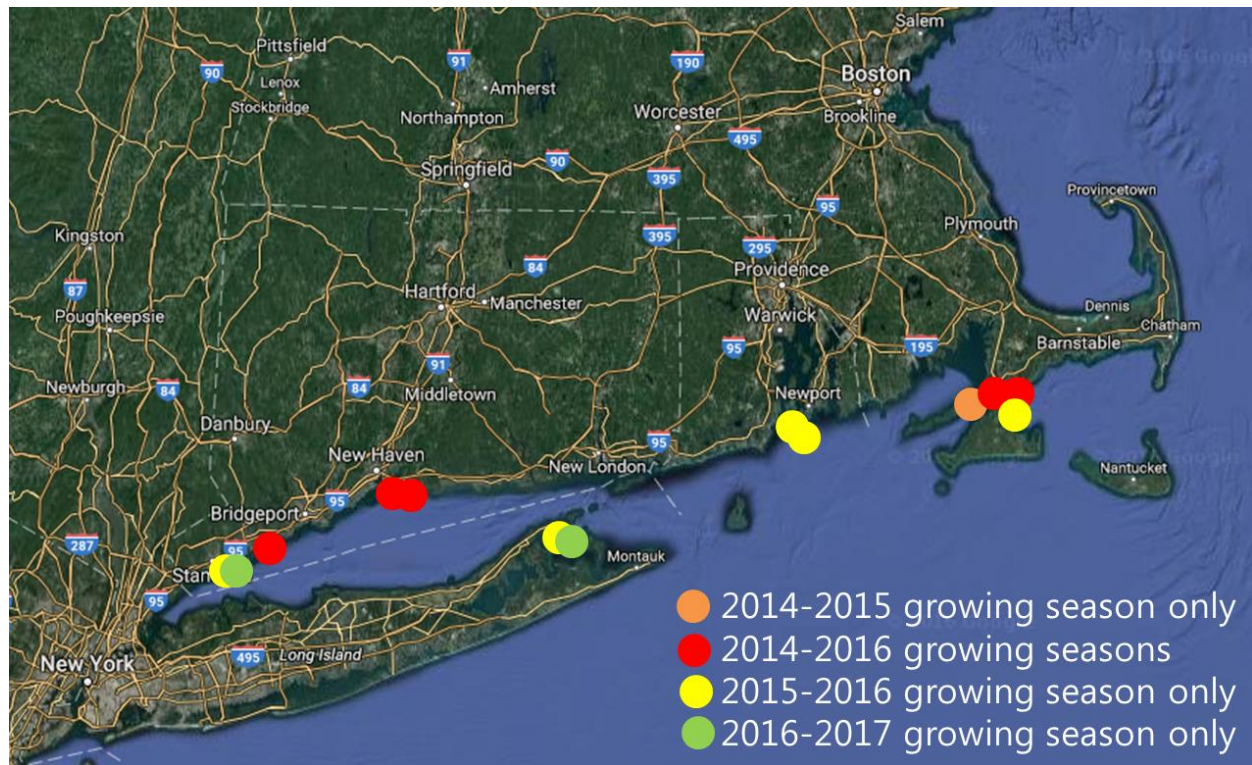 Salem
Pittsfield
90
91
190
Boston
Lenox
Amherst
Stockbridge
Northampton
Worcester
Brookline
495
90
Springfield
395
Provincetown
95
Plymouth
Kingston
395
295
84
Providence
87
Hartford
Manchester
Dennis
Poughkeepsie
Warwick
Chatham
95
195
Barnstable
91
84
Newburgh
84
Middletown
Newport
Danbury
95
New Haven
New London
Nantucket
95
Bridgeport
287
95
Stam
Montauk
95
2014-2015 growing season only
2014-2016 growing seasons
495
Long Island
New York
2015-2016 growing season only
2016-2017 growing season only